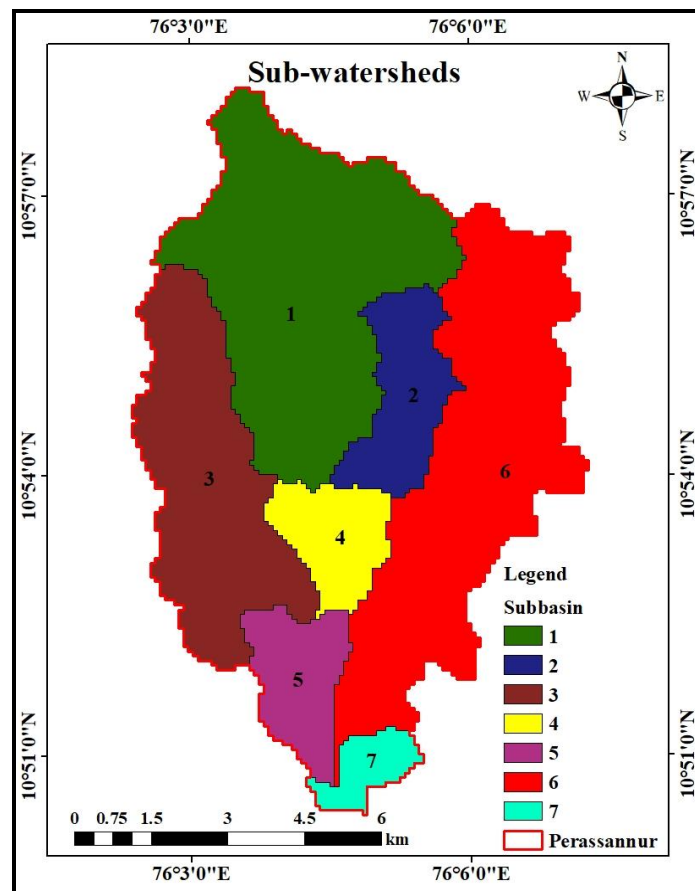 76°3'0"E 76°6'0"E
Sub-watersheds
N
W E
S
10°57'0"N 10°57'0"N
1
2
3
6
10°54'0"N 10°54'0"N
4
5
7
10°51'0"N 10°51'0"N
Legend
Subbasin
1
2
3
4
5
6
7
Perassannur
0 0.75 1.5 3 4.5 6
km
76°3'0"E 76°6'0"E